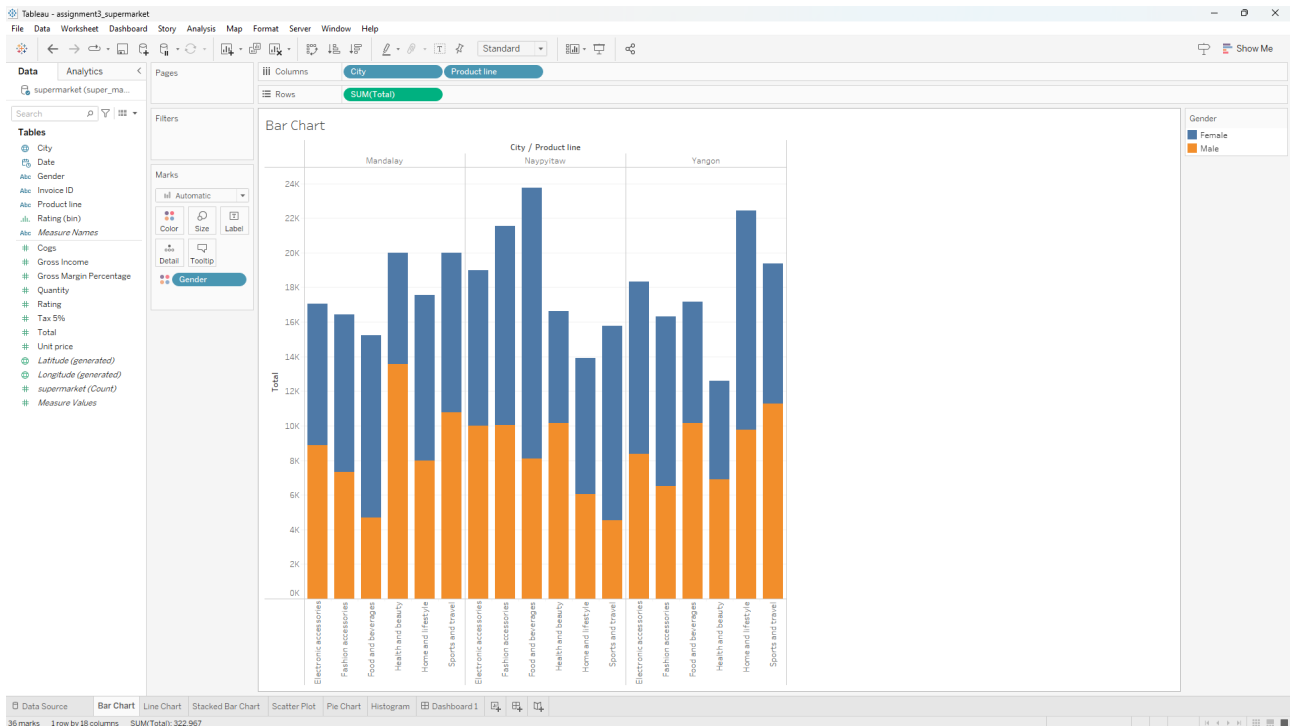 Tableau - assignment3_supermarket
File Data Worksheet Dashboard Story Analysis Map Format Server Window Help
Standard
Show Me
Data Analytics
supermarket (super_ma...
Search
Tables
City
Date
Abc Gender
Abc Invoice ID
Abc Product line
Rating (bin)
Abc Measure Names
# Cogs
# Gross Income
# Gross Margin Percentage
# Quantity
# Rating
# Tax 5%
# Total
# Unit price
Latitude (generated)
Longitude (generated)
# supermarket (Count)
# Measure Values
Pages
Filters
Marks
Automatic
Color Size Label
Detail Tooltip
Gender
Columns City Product line
Rows SUM(Total)
Bar Chart
City / Product line
Mandalay Naypyitaw Yangon
24K
22K
20K
18K
16K
14K
12K
10K
8K
6K
4K
2K
0K
Total
Electronic accessories
Fashion accessories
Food and beverages
Health and beauty
Home and lifestyle
Sports and travel
Electronic accessories
Fashion accessories
Food and beverages
Health and beauty
Home and lifestyle
Sports and travel
Electronic accessories
Fashion accessories
Food and beverages
Health and beauty
Home and lifestyle
Sports and travel
Gender
Female
Male
Data Source Bar Chart Line Chart Stacked Bar Chart Scatter Plot Pie Chart Histogram Dashboard 1
36 marks 1 row by 18 columns SUM(Total): 322,967